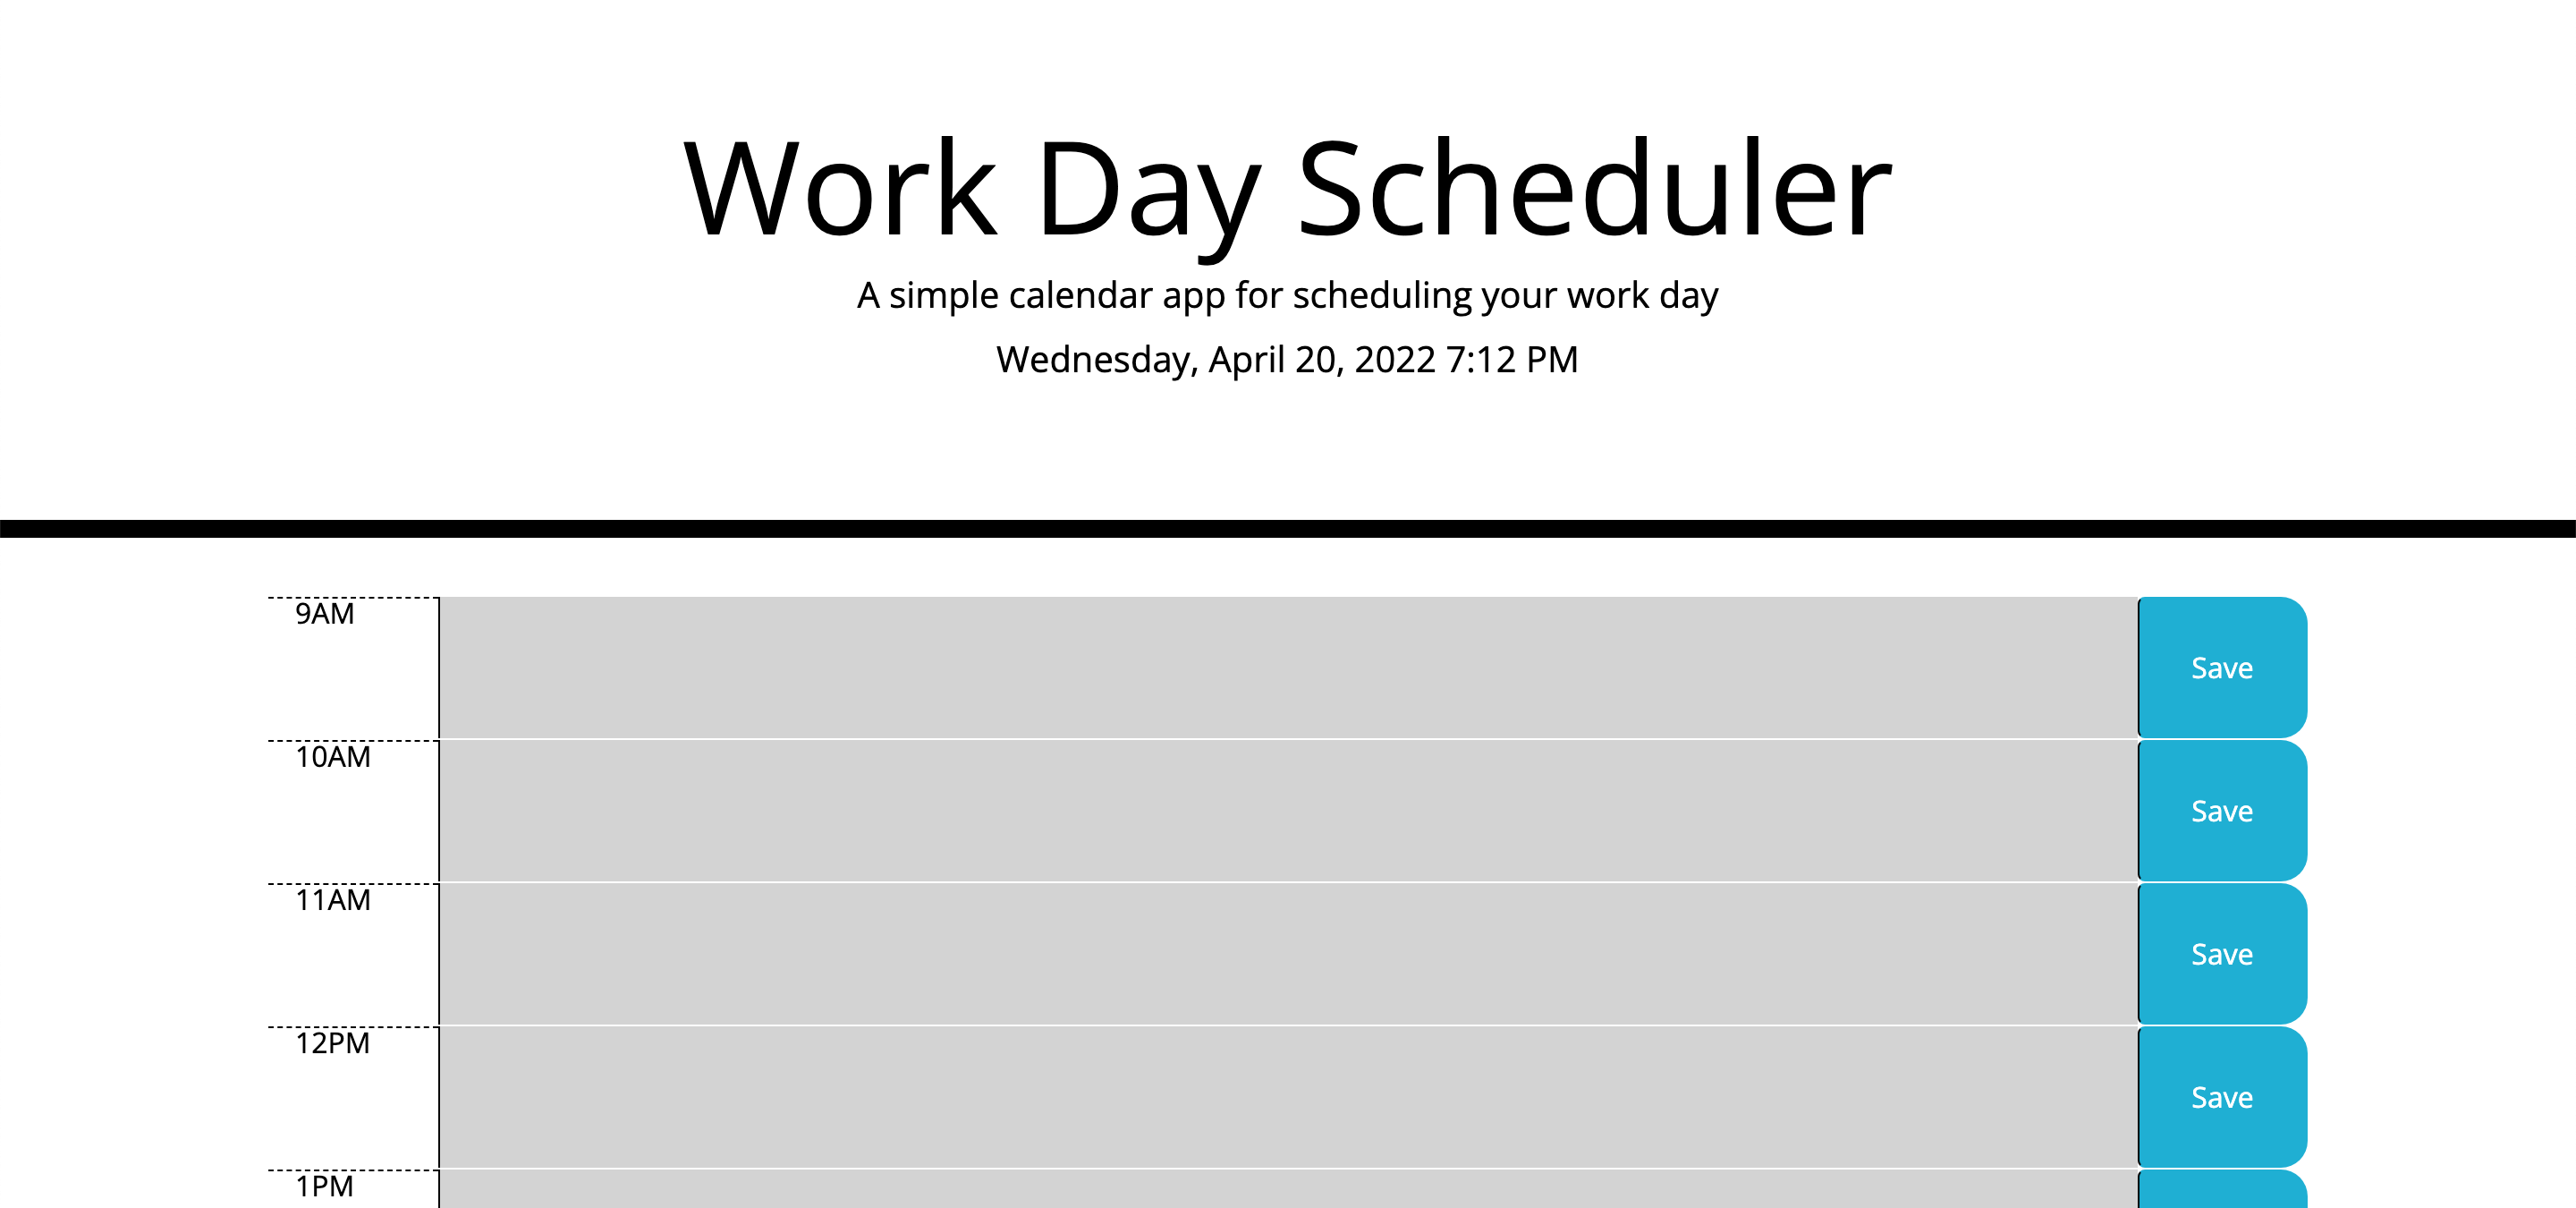 Work Day Scheduler
A simple calendar app for scheduling your work day
Wednesday, April 20, 2022 7:12 PM
9AM
Save
10AM
Save
11AM
Save
12PM
Save
1PM